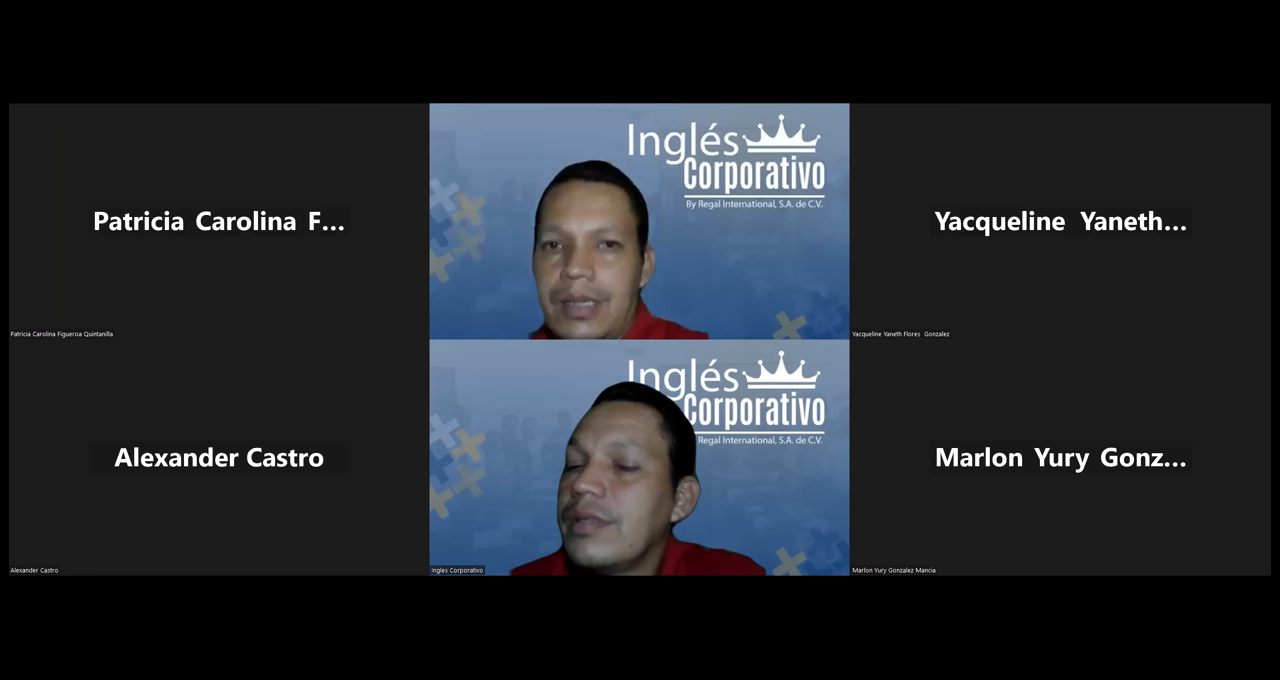 Patricia Carolina F...
Patricia Carolina Figueroa Quintanilla
Inglés
Corporativo
By Regal International, S.A. de C.V.
Yacqueline Yaneth...
Yacqueline Yaneth Flores Gonzalez
Alexander Castro
Alexander Castro
Inglés
Corporativo
Regal International, S.A. de C.V.
Ingles Corporativo
Marlon Yury Gonz...
Marlon Yury Gonzalez Mancia